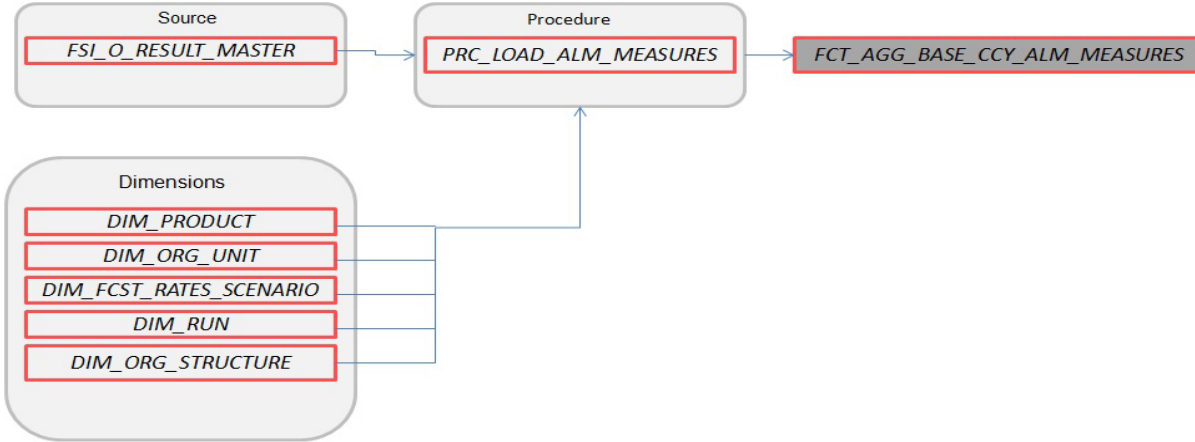 Source
FSI_O_RESULT_MASTER
Procedure
PRC_LOAD_ALM_MEASURES
FCT_AGG_BASE_CCY_ALM_MEASURES
Dimensions
DIM_PRODUCT
DIM_ORG_UNIT
DIM_FCST_RATES_SCENARIO
DIM_RUN
DIM_ORG_STRUCTURE